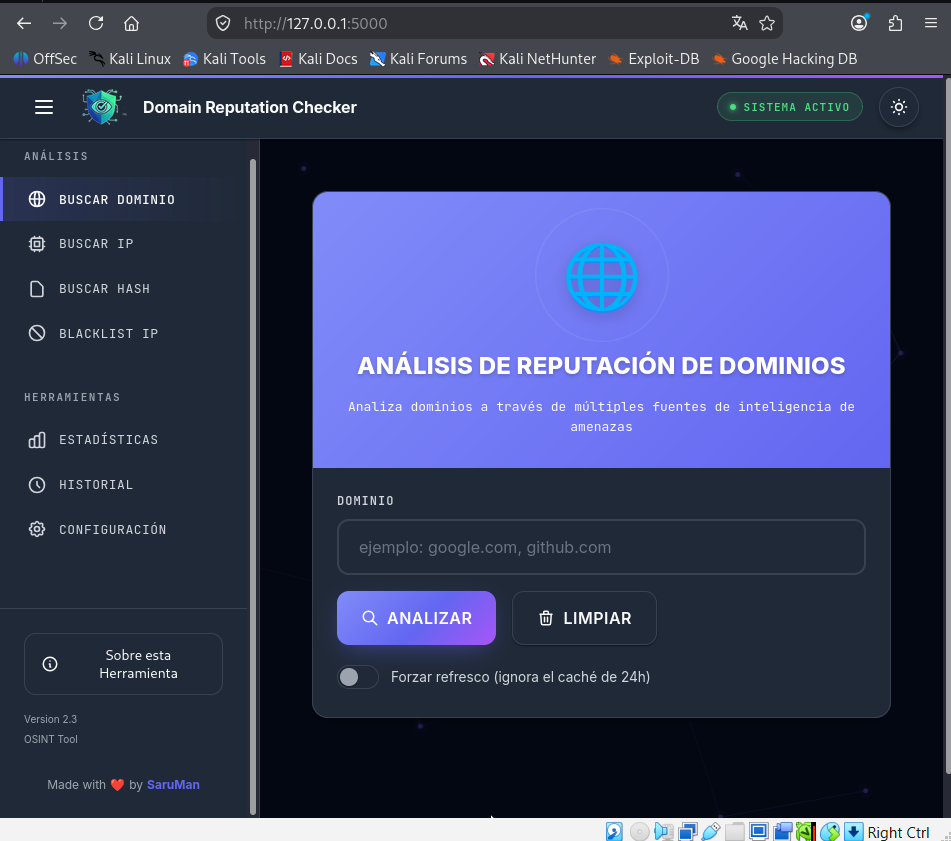 http://127.0.0.1:5000
OffSec Kali Linux Kali Tools Kali Docs Kali Forums Kali NetHunter Exploit-DB Google Hacking DB
Domain Reputation Checker
SISTEMA ACTIVO
ANÁLISIS
BUSCAR DOMINIO
BUSCAR IP
BUSCAR HASH
BLACKLIST IP
HERRAMIENTAS
ESTADÍSTICAS
HISTORIAL
CONFIGURACIÓN
Sobre esta
Herramienta
Version 2.3
OSINT Tool
Made with ❤️ by SaruMan
ANÁLISIS DE REPUTACIÓN DE DOMINIOS
Analiza dominios a través de múltiples fuentes de inteligencia de
amenazas
DOMINIO
ejemplo: google.com, github.com
ANALIZAR
LIMPIAR
Forzar refresco (ignora el caché de 24h)
Right Ctrl